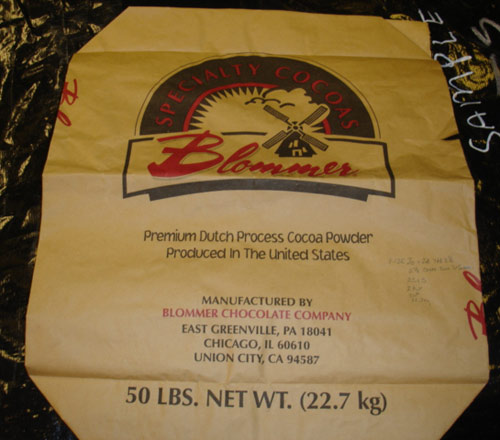 SPECIALTY COCOAS
Blommer
Premium Dutch Process Cocoa Powder
Produced In The United States
MANUFACTURED BY
BLOMMER CHOCOLATE COMPANY
EAST GREENVILLE, PA 18041
CHICAGO, IL 60610
UNION CITY, CA 94587
50 LBS. NET WT. (22.7 kg)